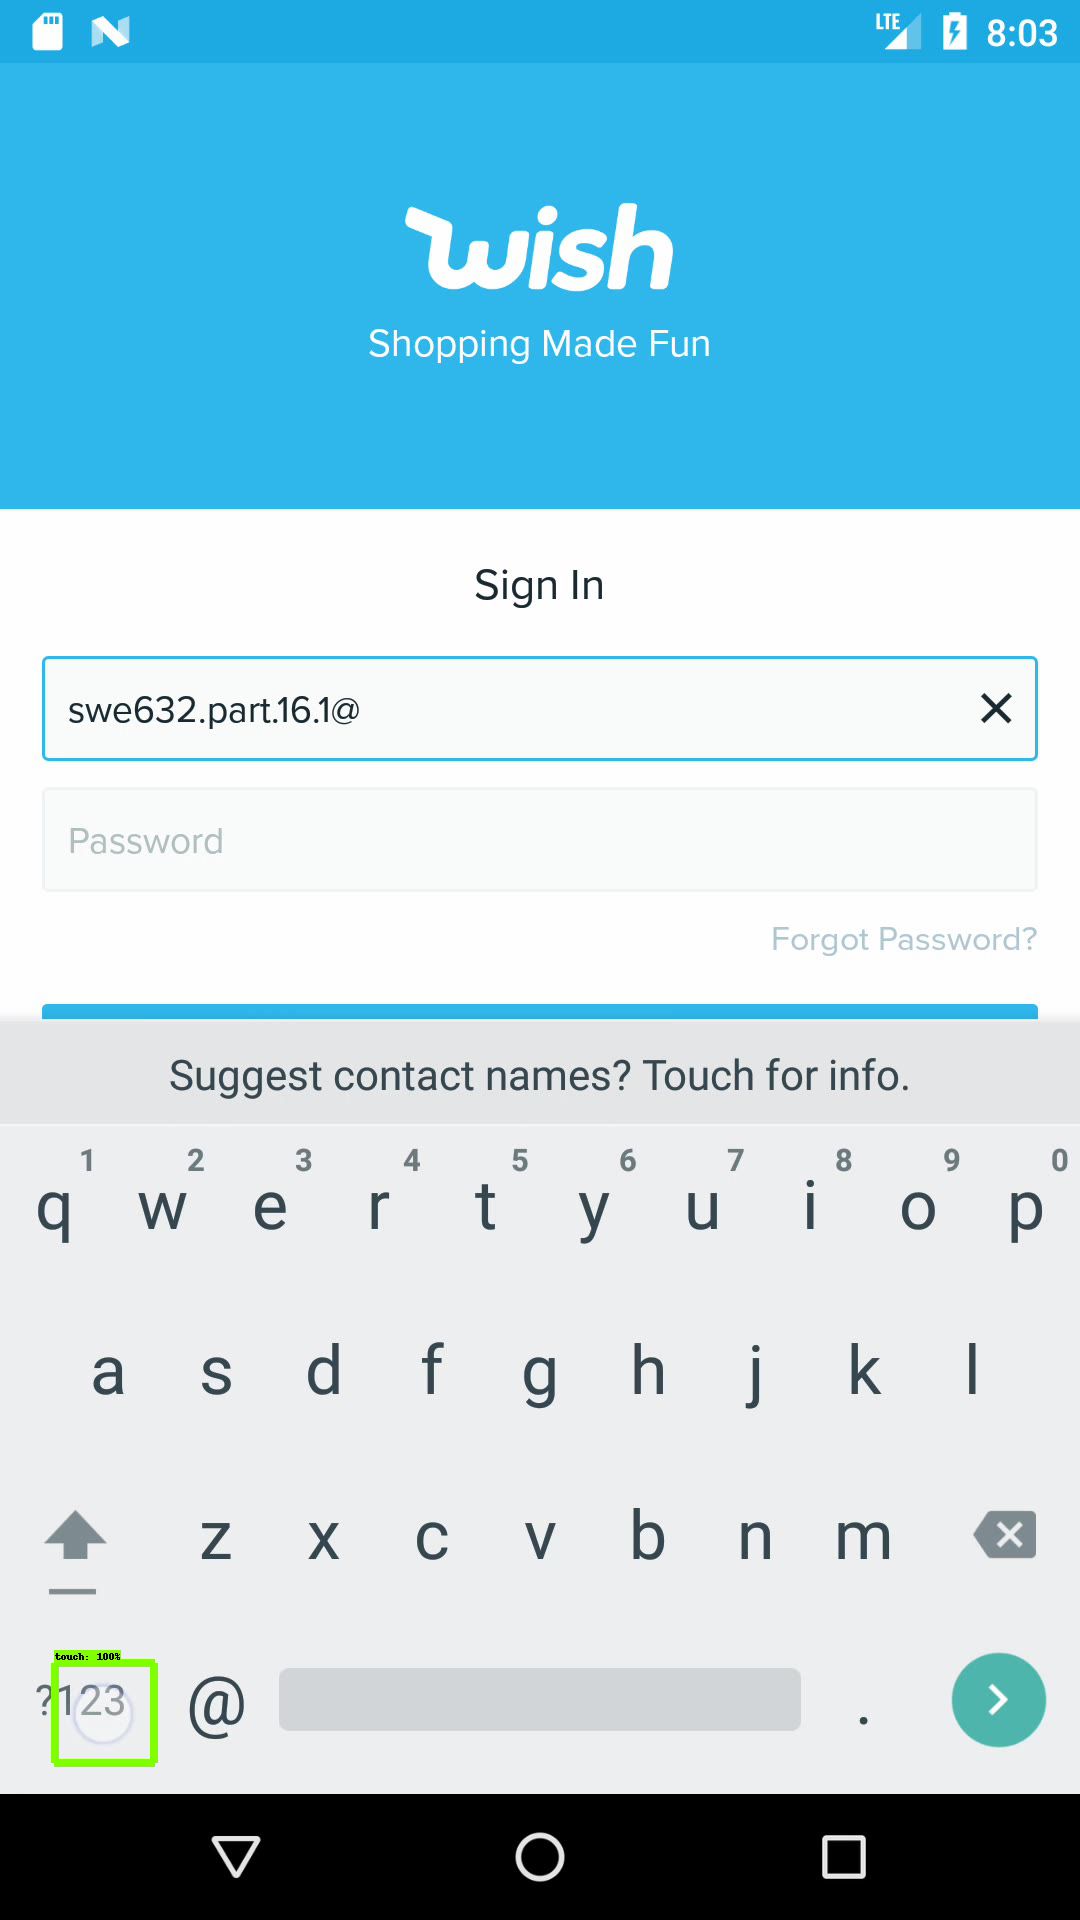 LTE 8:03
wish
Shopping Made Fun
Sign In
swe632.part.16.1@
Password
Forgot Password?
Suggest contact names? Touch for info.
1 2 3 4 5 6 7 8 9 0
q w e r t y u i o p
a s d f g h j k l
z x c v b n m
touch: 100%
?123 @ .